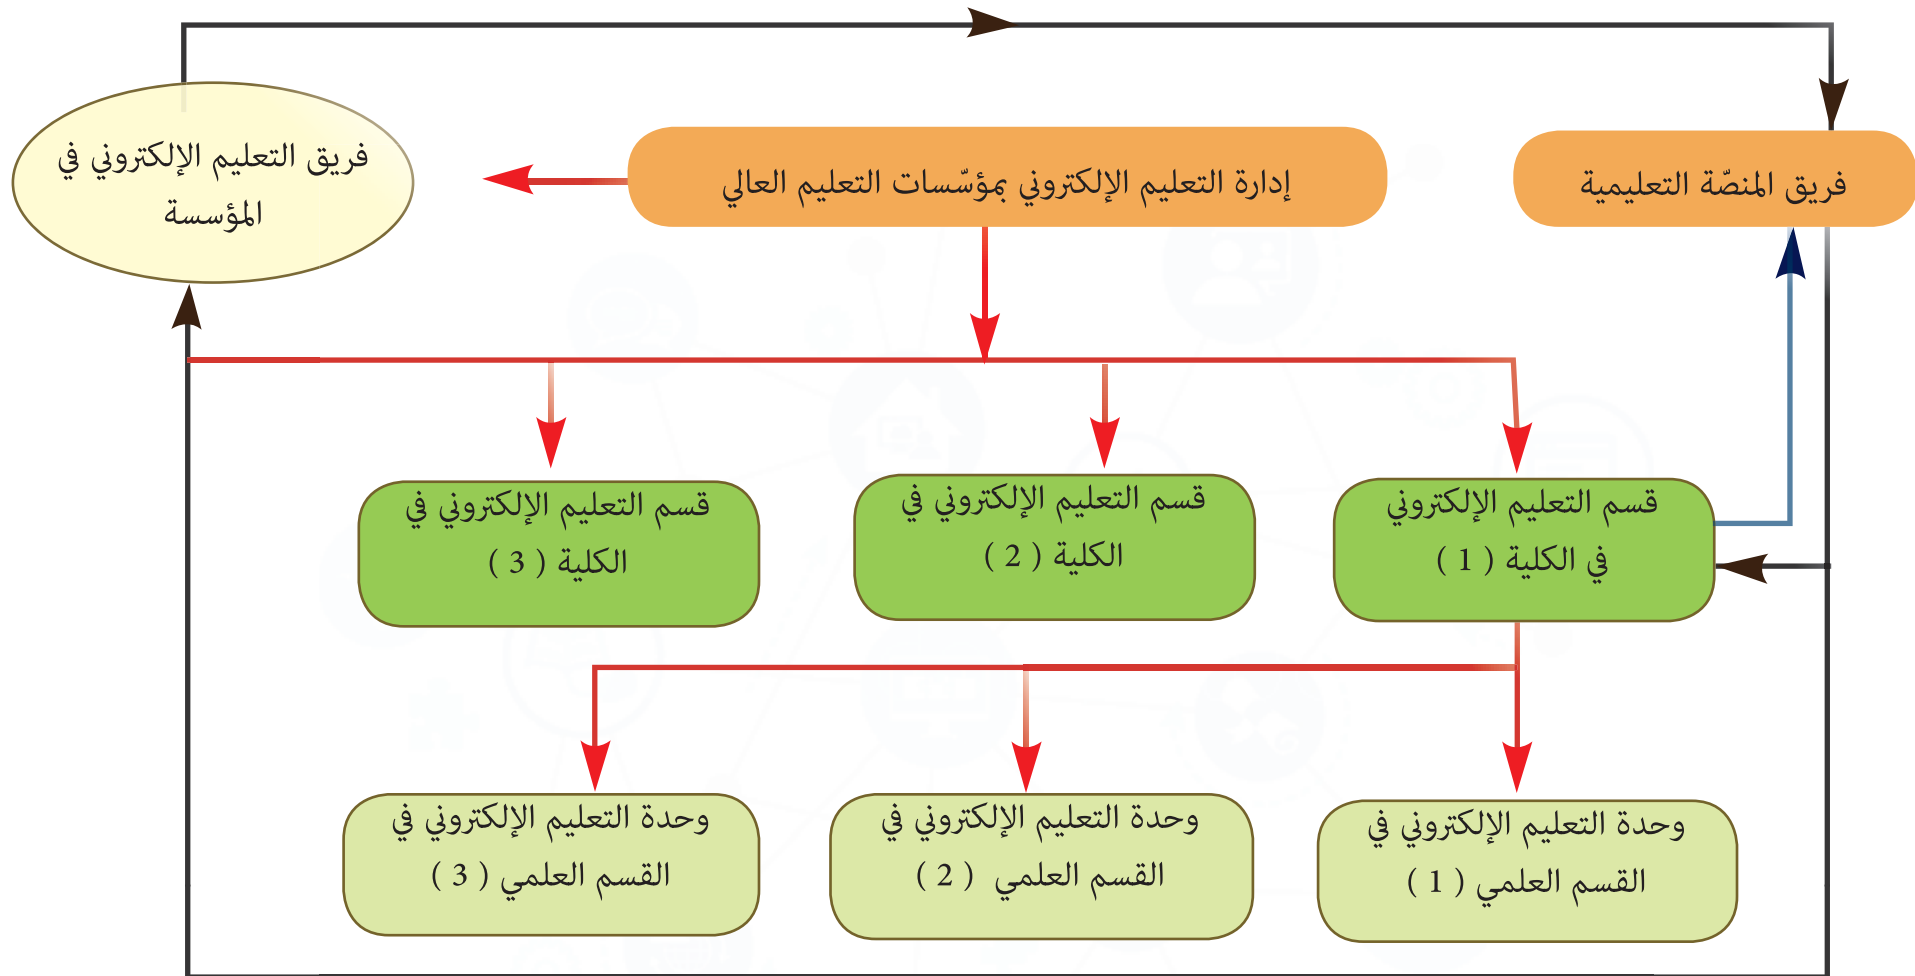 فريق المنصّة التعليمية
إدارة التعليم الإلكتروني بمؤسّسات التعليم العالي
فريق التعليم الإلكتروني في
المؤسسة
قسم التعليم الإلكتروني
في الكلية ( 1 )
قسم التعليم الإلكتروني في
الكلية ( 2 )
قسم التعليم الإلكتروني في
الكلية ( 3 )
وحدة التعليم الإلكتروني في
القسم العلمي ( 1 )
وحدة التعليم الإلكتروني في
القسم العلمي ( 2 )
وحدة التعليم الإلكتروني في
القسم العلمي ( 3 )